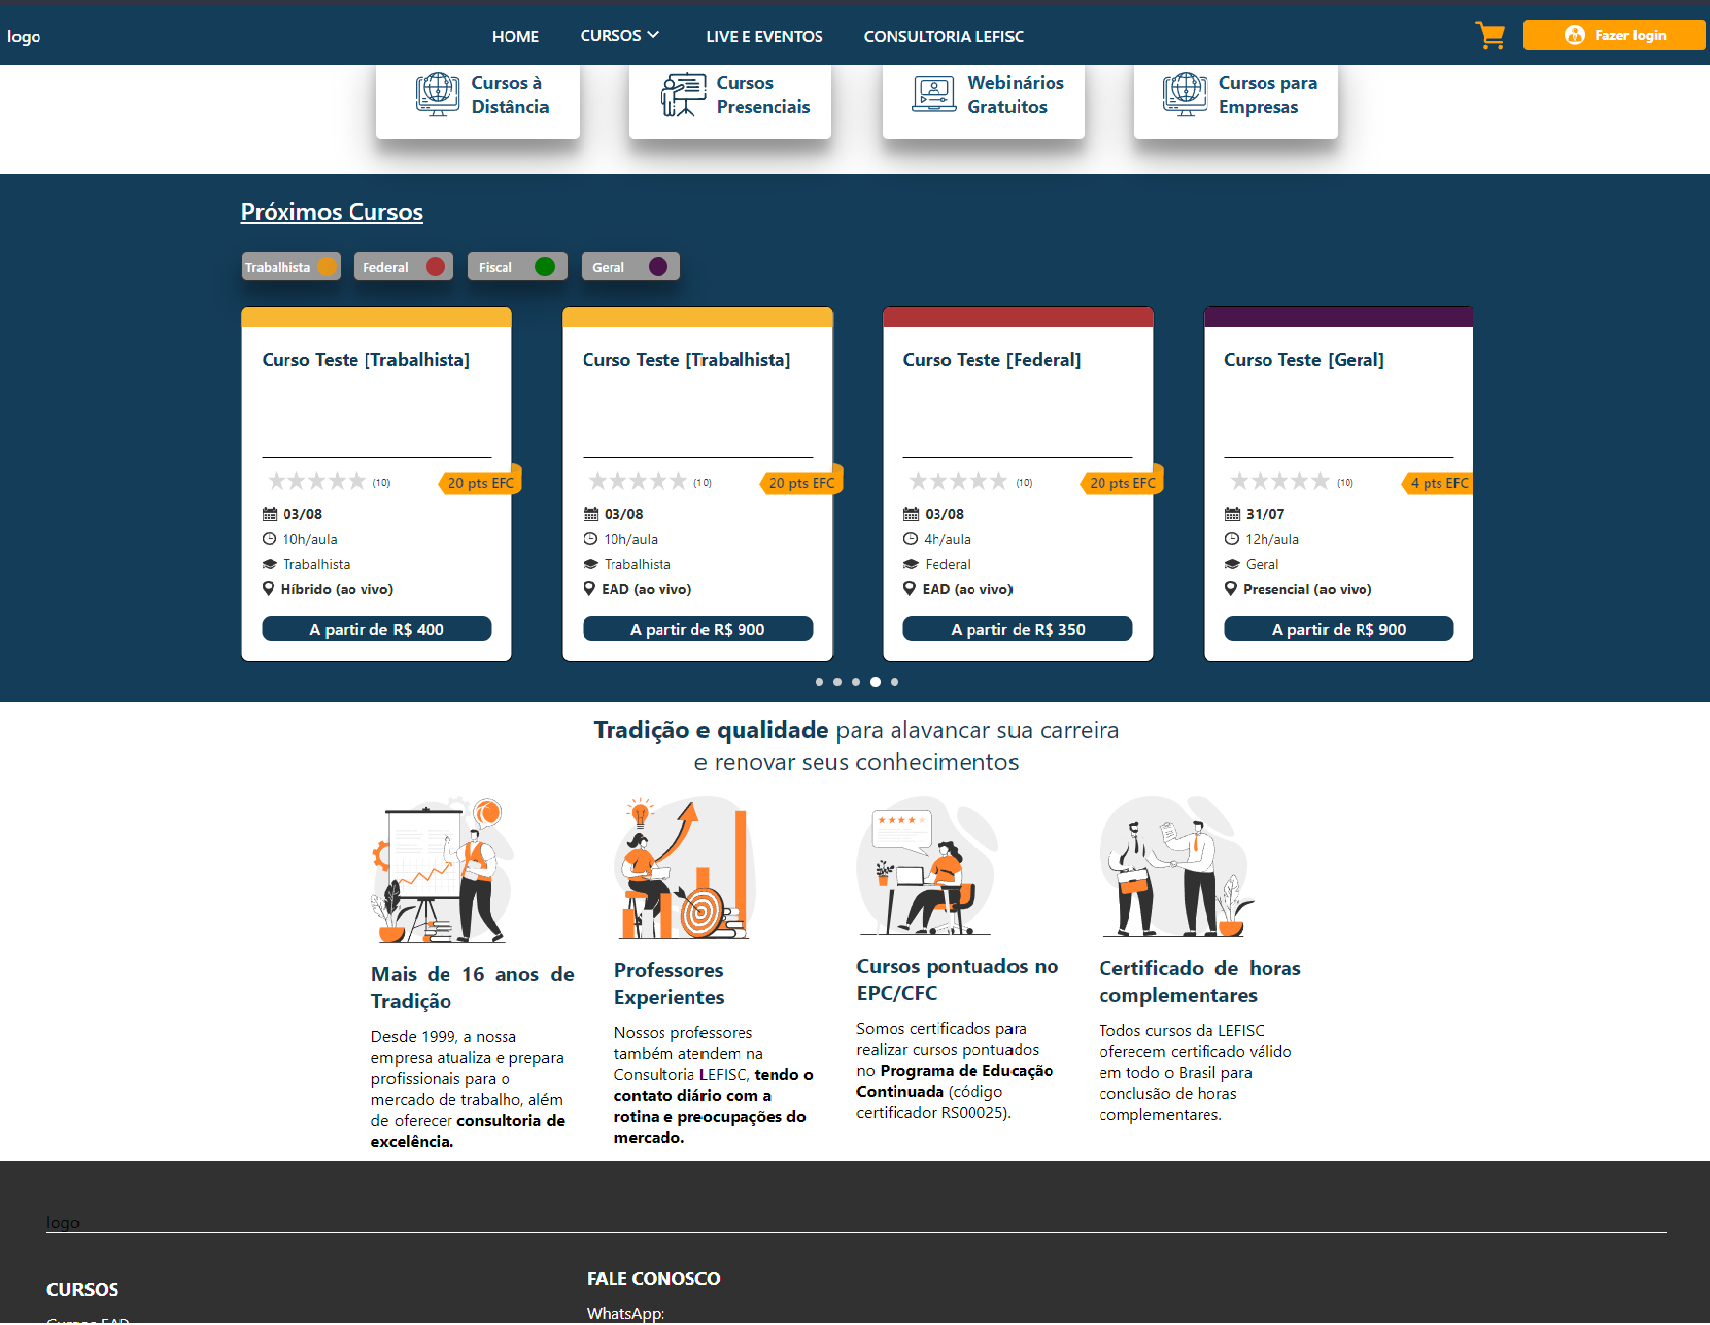 logo
HOME
CURSOS
LIVE E EVENTOS
CONSULTORIA LEFISC
Fazer login
Cursos à
Distância
Cursos
Presenciais
Webinários
Gratuitos
Cursos para
Empresas
Próximos Cursos
Trabalhista
Federal
Fiscal
Geral
Curso Teste [Trabalhista]
(10)
20 pts EFC
03/08
10h/aula
Trabalhista
Híbrido (ao vivo)
A partir de R$ 400
Curso Teste [Trabalhista]
(10)
20 pts EFC
03/08
10h/aula
Trabalhista
EAD (ao vivo)
A partir de R$ 900
Curso Teste [Federal]
(10)
20 pts EFC
03/08
4h/aula
Federal
EAD (ao vivo)
A partir de R$ 350
Curso Teste [Geral]
(10)
4 pts EFC
31/07
12h/aula
Geral
Presencial (ao vivo)
A partir de R$ 900
Tradição e qualidade para alavancar sua carreira
e renovar seus conhecimentos
Mais de 16 anos de
Tradição
Desde 1999, a nossa
empresa atualiza e prepara
profissionais para o
mercado de trabalho, além
de oferecer consultoria de
excelência.
Professores
Experientes
Nossos professores
também atendem na
Consultoria LEFISC, tendo o
contato diário com a
rotina e preocupações do
mercado.
Cursos pontuados no
EPC/CFC
Somos certificados para
realizar cursos pontuados
no Programa de Educação
Continuada (código
certificador RS00025).
Certificado de horas
complementares
Todos cursos da LEFISC
oferecem certificado válido
em todo o Brasil para
conclusão de horas
complementares.
logo
CURSOS
Cursos EAD
FALE CONOSCO
WhatsApp: